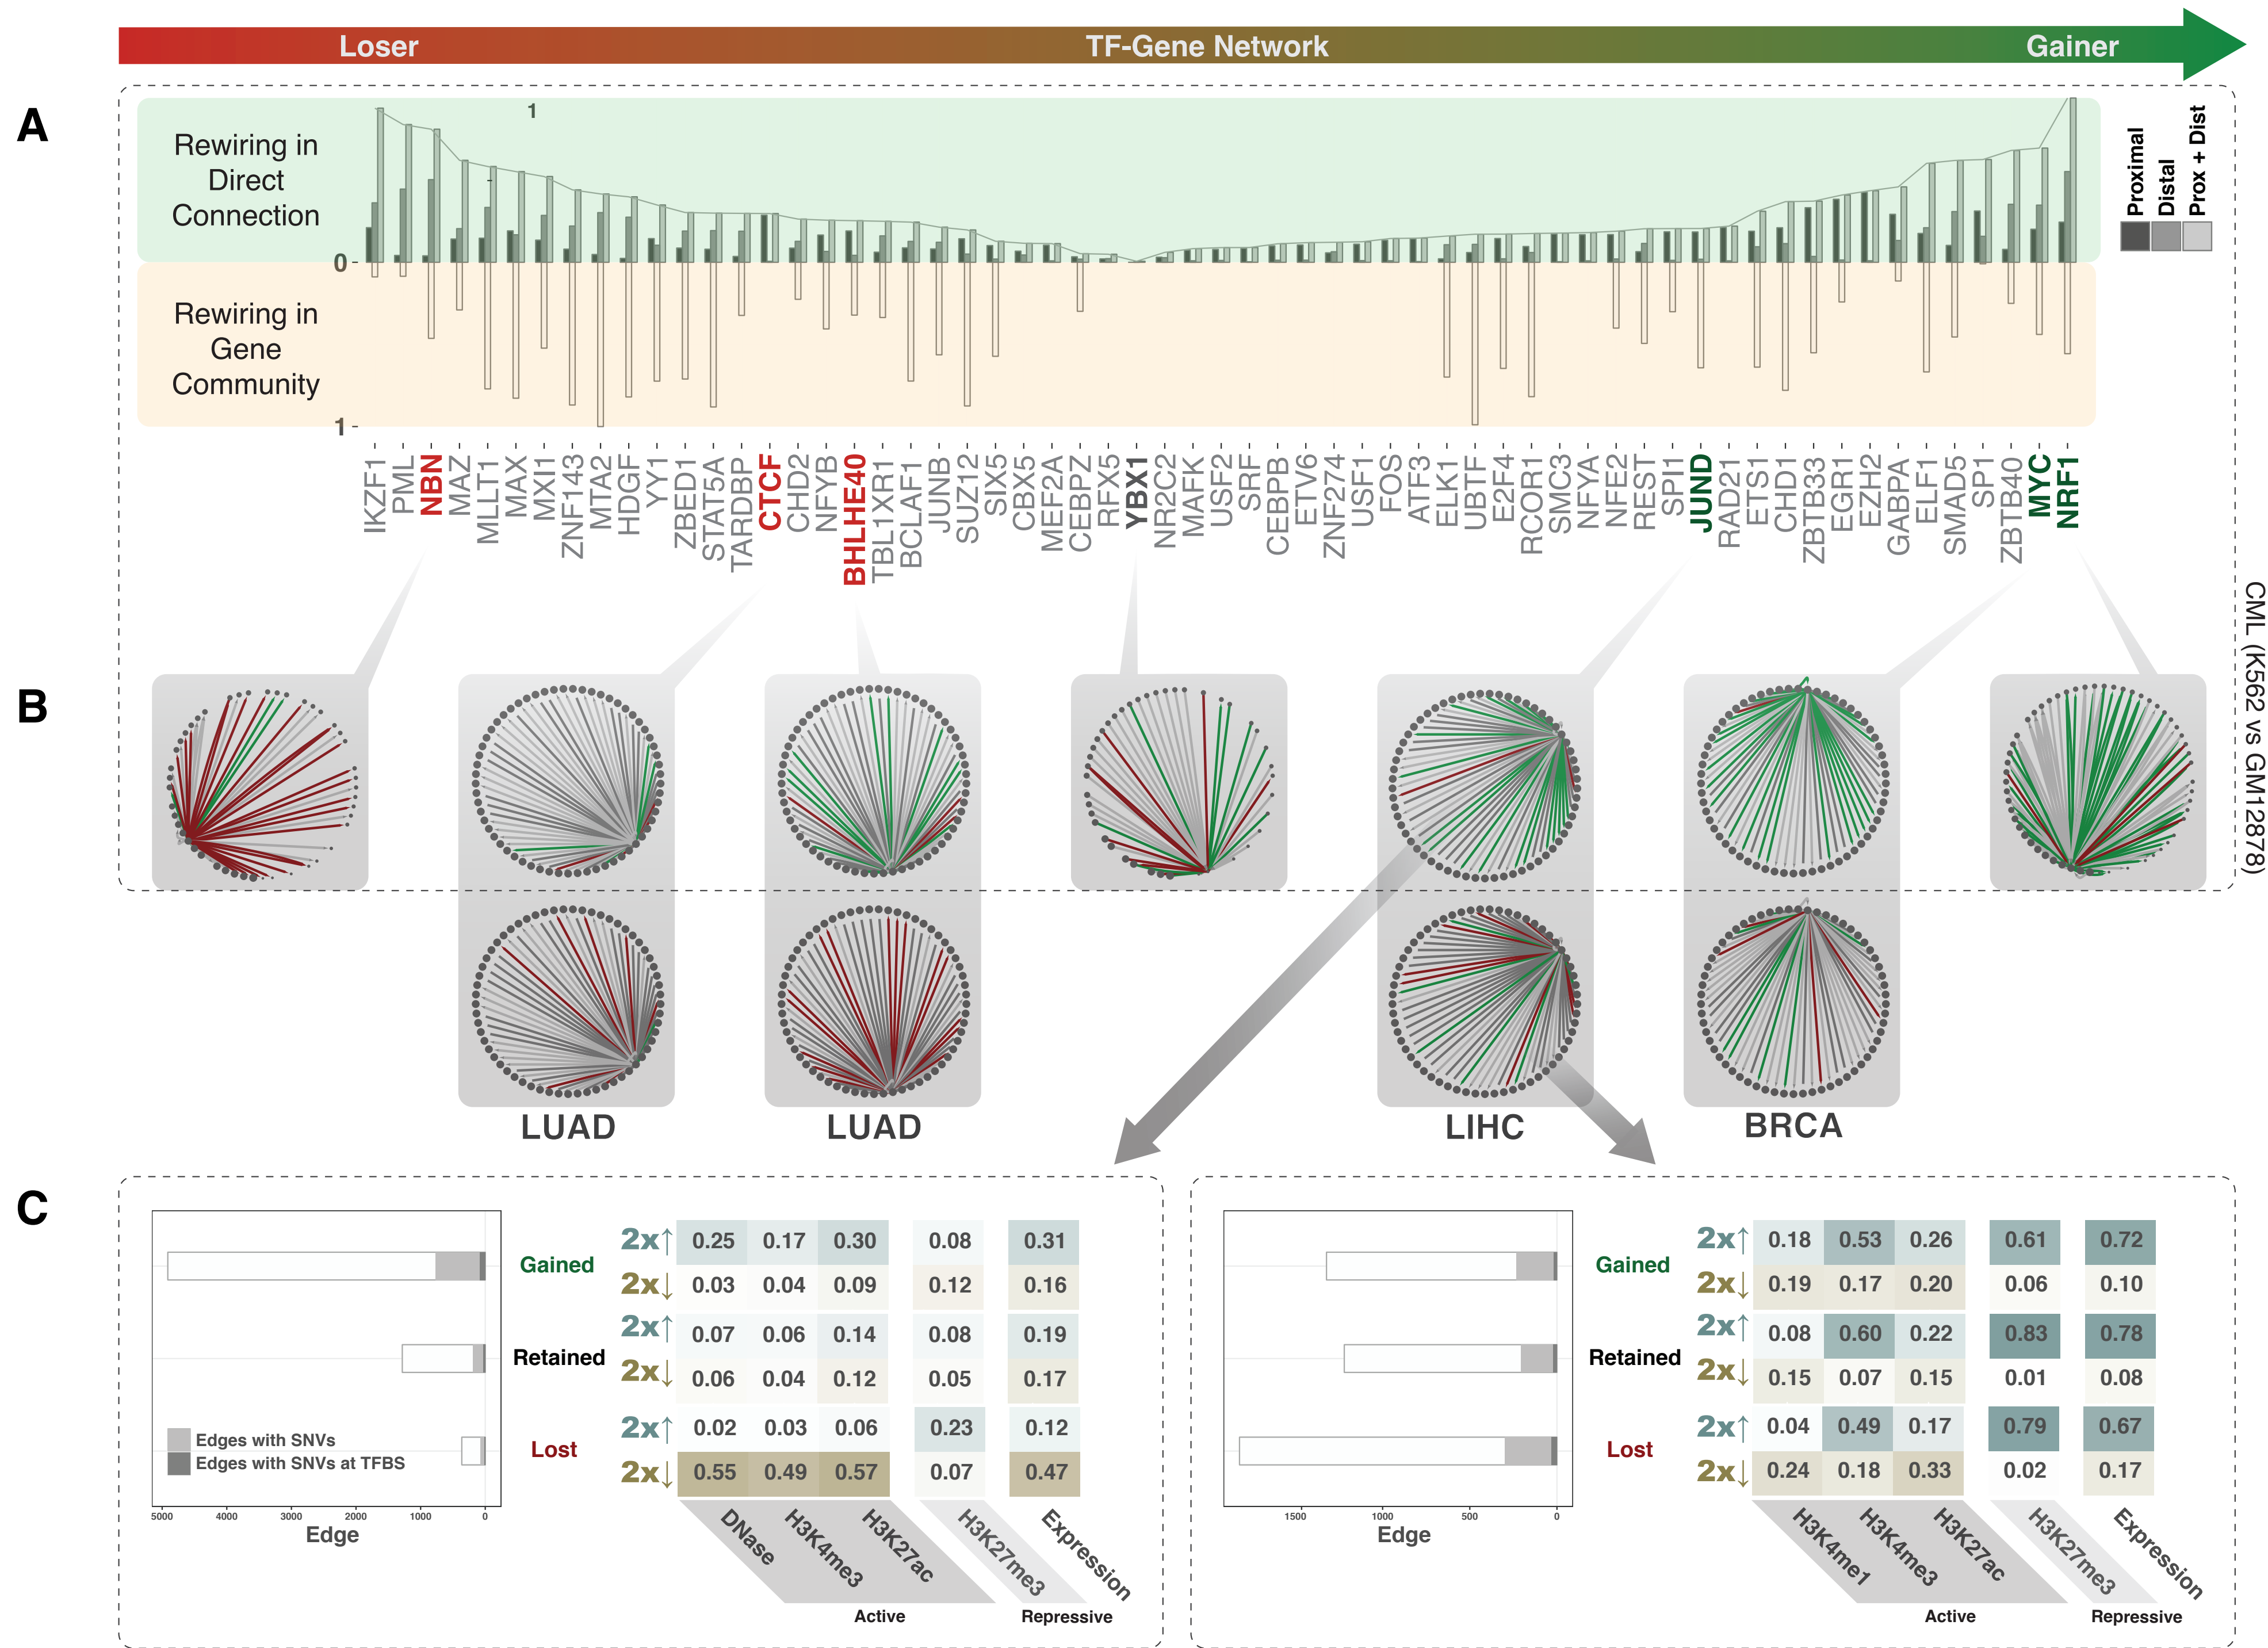 Loser TF-Gene Network Gainer
A
Rewiring in
Direct
Connection
1
0
Rewiring in
Gene
Community
1
Proximal
Distal
Prox + Dist
IKZF1
PML
NBN
MAZ
MLLT1
MAX
MXI1
ZNF143
MTA2
HDGF
YY1
ZBED1
STAT5A
TARDBP
CTCF
CHD2
NFYB
BHLHE40
TBL1XR1
BCLAF1
JUNB
SUZ12
SIX5
CBX5
MEF2A
CEBPZ
RFX5
YBX1
NR2C2
MAFK
USF2
SRF
CEBPB
ETV6
ZNF274
USF1
FOS
ATF3
ELK1
UBTF
E2F4
RCOR1
SMC3
NFYA
NFE2
REST
SPI1
JUND
RAD21
ETS1
CHD1
ZBTB33
EGR1
EZH2
GABPA
ELF1
SMAD5
SP1
ZBTB40
MYC
NRF1
CML (K562 vs GM12878)
B
LUAD
LUAD
LIHC
BRCA
C
Edges with SNVs
Edges with SNVs at TFBS
5000 4000 3000 2000 1000 0
Edge
Gained
Retained
Lost
2x↑ 0.25 0.17 0.30 0.08 0.31
2x↓ 0.03 0.04 0.09 0.12 0.16
2x↑ 0.07 0.06 0.14 0.08 0.19
2x↓ 0.06 0.04 0.12 0.05 0.17
2x↑ 0.02 0.03 0.06 0.23 0.12
2x↓ 0.55 0.49 0.57 0.07 0.47
DNase
H3K4me3
H3K27ac
H3K27me3
Expression
Active
Repressive
1500 1000 500 0
Edge
Gained
Retained
Lost
2x↑ 0.18 0.53 0.26 0.61 0.72
2x↓ 0.19 0.17 0.20 0.06 0.10
2x↑ 0.08 0.60 0.22 0.83 0.78
2x↓ 0.15 0.07 0.15 0.01 0.08
2x↑ 0.04 0.49 0.17 0.79 0.67
2x↓ 0.24 0.18 0.33 0.02 0.17
H3K4me1
H3K4me3
H3K27ac
H3K27me3
Expression
Active
Repressive